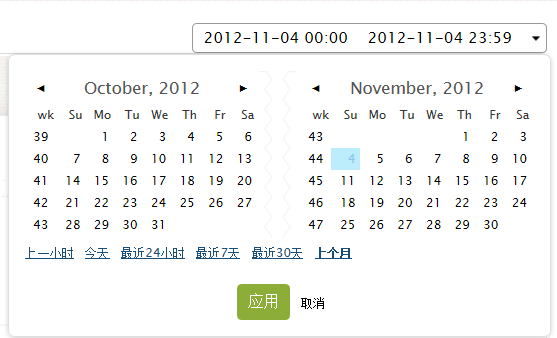 2012-11-04 00:00 2012-11-04 23:59
◄ October, 2012 ► ◄ November, 2012 ►
wk Su Mo Tu We Th Fr Sa wk Su Mo Tu We Th Fr Sa
39 1 2 3 4 5 6 43 1 2 3
40 7 8 9 10 11 12 13 44 4 5 6 7 8 9 10
41 14 15 16 17 18 19 20 45 11 12 13 14 15 16 17
42 21 22 23 24 25 26 27 46 18 19 20 21 22 23 24
43 28 29 30 31 47 25 26 27 28 29 30
上一小时 今天 最近24小时 最近7天 最近30天 上个月
应用 取消